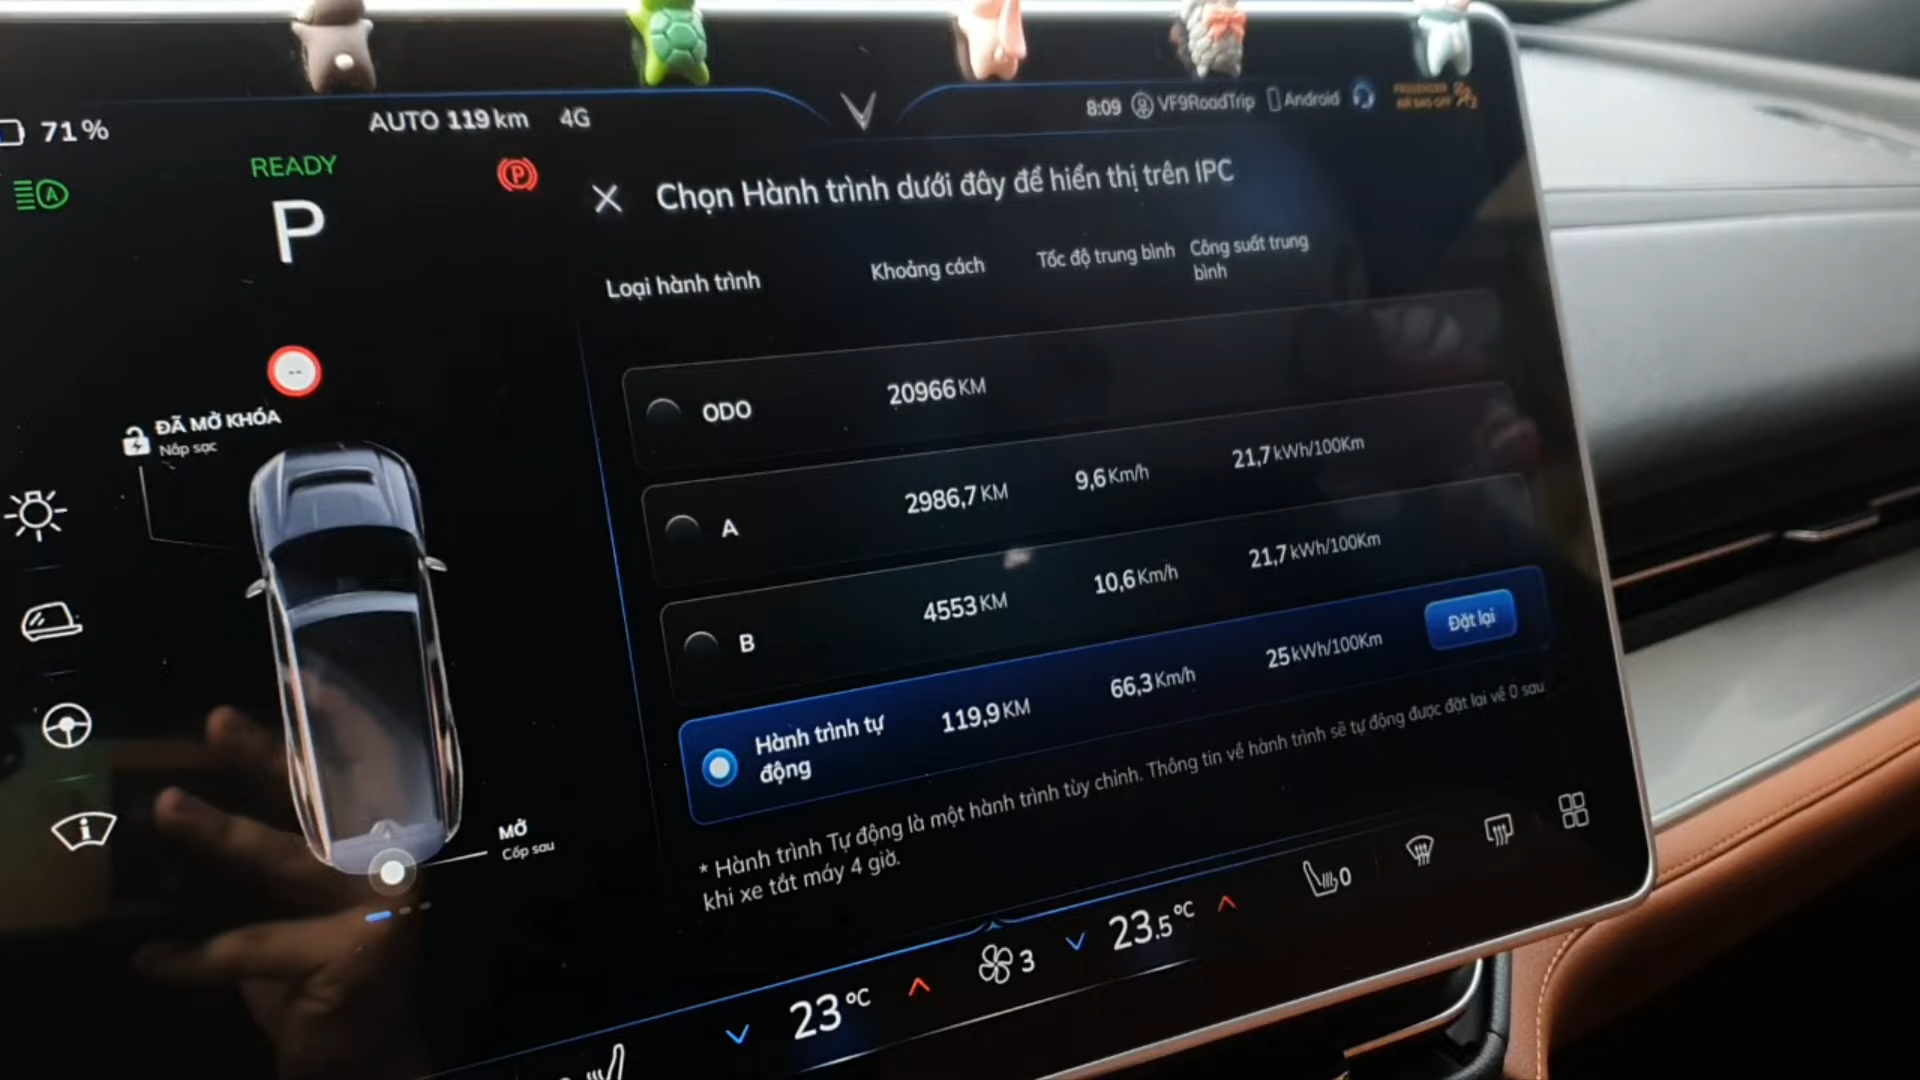 71%
AUTO 119 km 4G
8:09 VF9RoadTrip Android
PASSENGER
AIR BAG OFF
READY
P
P
A
Chọn Hành trình dưới đây để hiển thị trên IPC
Loại hành trình Khoảng cách Tốc độ trung bình Công suất trung
bình
--
ODO 20966 KM
ĐÃ MỞ KHÓA
Nắp sạc
A 2986,7 KM 9,6 Km/h 21,7 kWh/100Km
B 4553 KM 10,6 Km/h 21,7 kWh/100Km
Hành trình tự
động
119,9 KM 66,3 Km/h 25 kWh/100Km Đặt lại
* Hành trình Tự động là một hành trình tùy chỉnh. Thông tin về hành trình sẽ tự động được đặt lại về 0 sau
khi xe tắt máy 4 giờ.
MỞ
Cốp sau
23°C 3 23.5°C 0